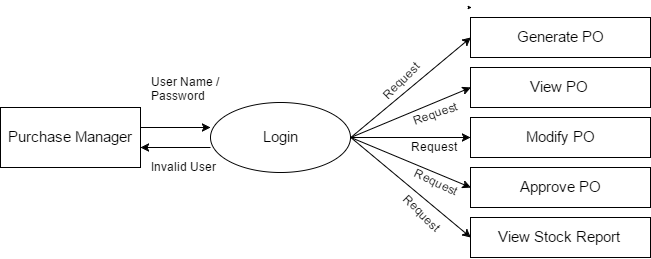 Generate PO
User Name /
Password
Request
View PO
Request
Purchase Manager
Login
Modify PO
Request
Invalid User
Request
Approve PO
Request
View Stock Report